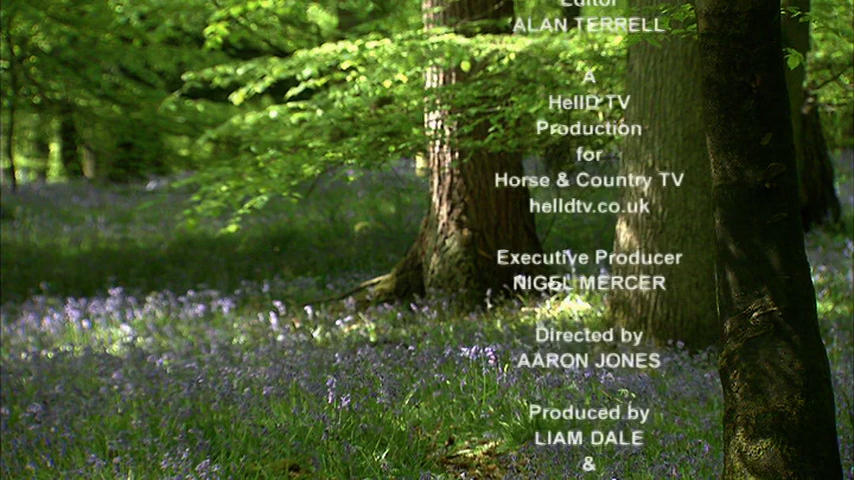 Editor
ALAN TERRELL
A
HellD TV
Production
for
Horse & Country TV
helldtv.co.uk
Executive Producer
NIGEL MERCER
Directed by
AARON JONES
Produced by
LIAM DALE
&